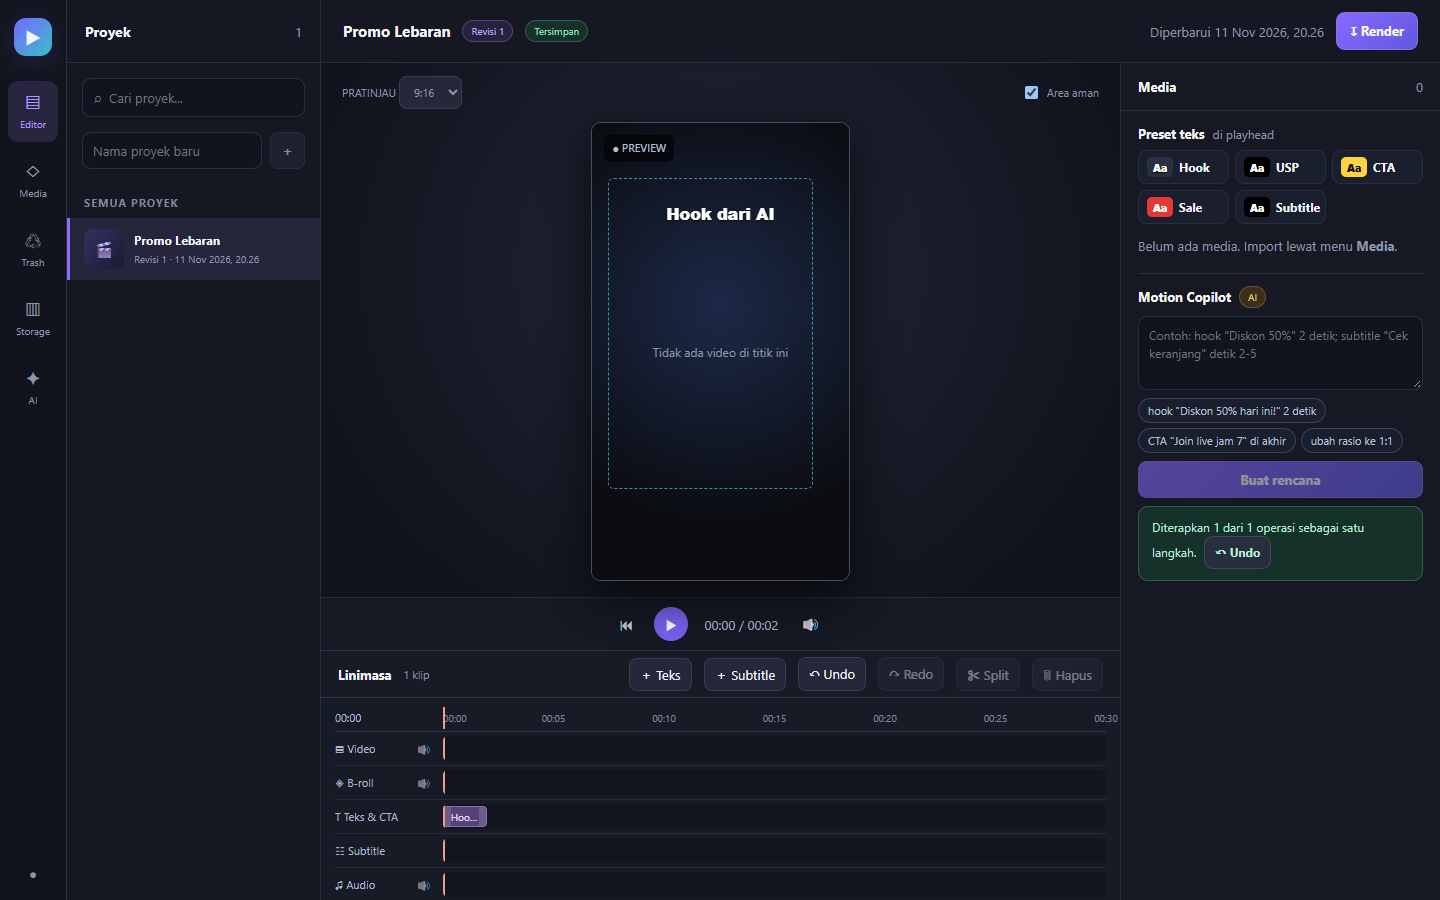 Editor
Media
Trash
Storage
AI
Proyek 1
Cari proyek...
Nama proyek baru +
SEMUA PROYEK
Promo Lebaran
Revisi 1 · 11 Nov 2026, 20.26
Promo Lebaran Revisi 1 Tersimpan
Diperbarui 11 Nov 2026, 20.26 Render
PRATINJAU 9:16
Area aman
PREVIEW
Hook dari AI
Tidak ada video di titik ini
00:00 / 00:02
Linimasa 1 klip
+ Teks + Subtitle Undo Redo Split Hapus
00:00 00:00 00:05 00:10 00:15 00:20 00:25 00:30
Video
B-roll
T Teks & CTA Hoo...
Subtitle
Audio
Media 0
Preset teks di playhead
Aa Hook Aa USP Aa CTA
Aa Sale Aa Subtitle
Belum ada media. Import lewat menu Media.
Motion Copilot AI
Contoh: hook "Diskon 50%" 2 detik; subtitle "Cek
keranjang" detik 2-5
hook "Diskon 50% hari ini!" 2 detik
CTA "Join live jam 7" di akhir ubah rasio ke 1:1
Buat rencana
Diterapkan 1 dari 1 operasi sebagai satu
langkah. Undo